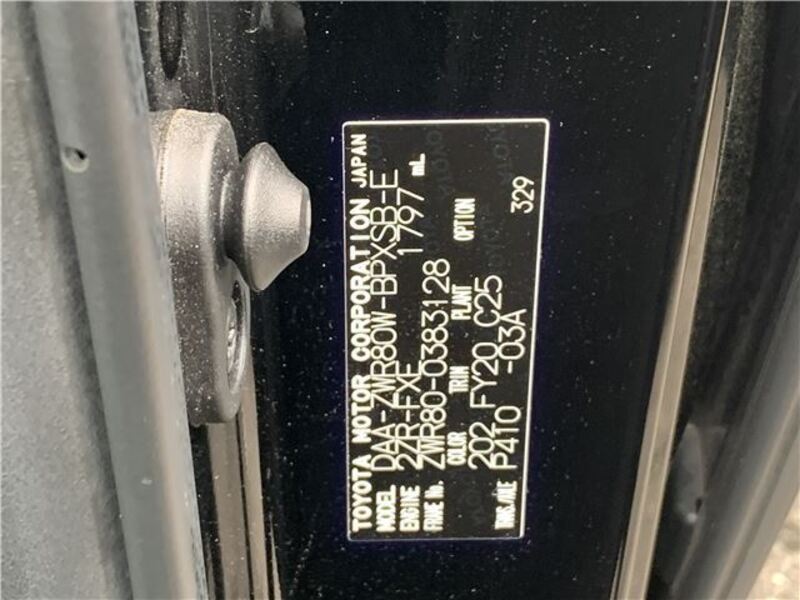 TOYOTA MOTOR CORPORATION JAPAN
MODEL DAA-ZWR80W-BPXSB-E
ENGINE 2ZR-FXE 1797 mL
FRAME No. ZWR80-0383128
COLOR TRIM PLANT OPTION
202 FY20 C25
TRANS./AXLE P410 -03A 329